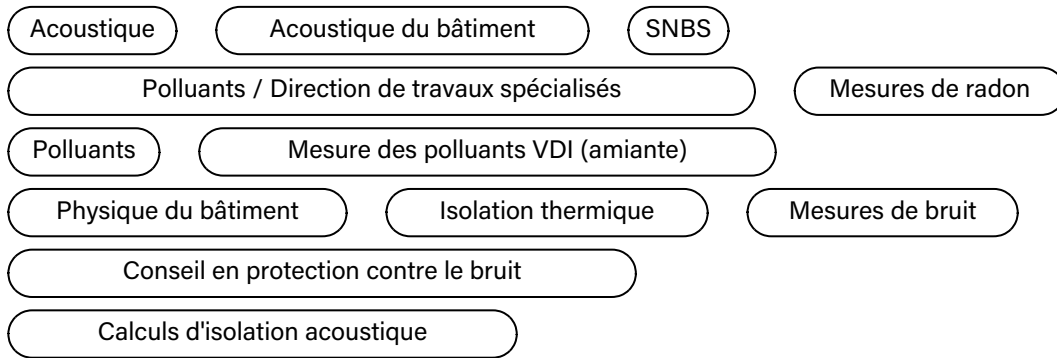 Acoustique Acoustique du bâtiment SNBS
Polluants / Direction de travaux spécialisés Mesures de radon
Polluants Mesure des polluants VDI (amiante)
Physique du bâtiment Isolation thermique Mesures de bruit
Conseil en protection contre le bruit
Calculs d'isolation acoustique